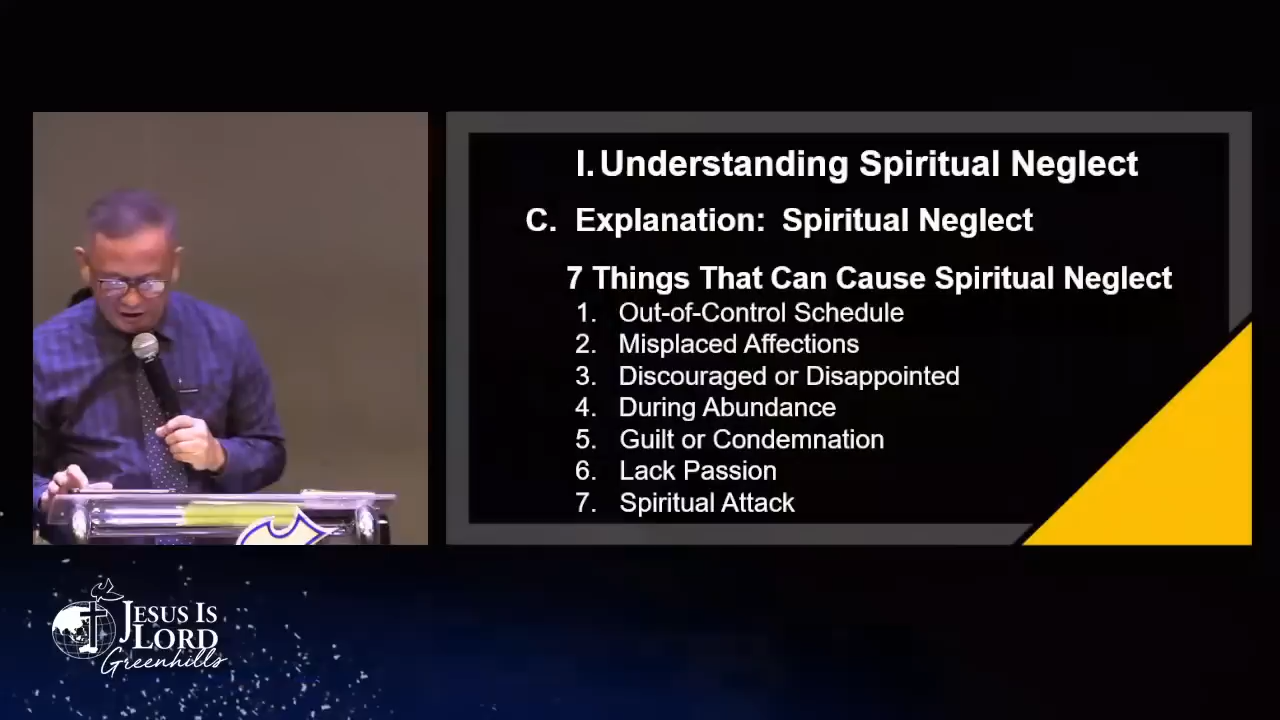 I. Understanding Spiritual Neglect
C. Explanation: Spiritual Neglect
7 Things That Can Cause Spiritual Neglect
1. Out-of-Control Schedule
2. Misplaced Affections
3. Discouraged or Disappointed
4. During Abundance
5. Guilt or Condemnation
6. Lack Passion
7. Spiritual Attack
JESUS IS
LORD
Greenhills